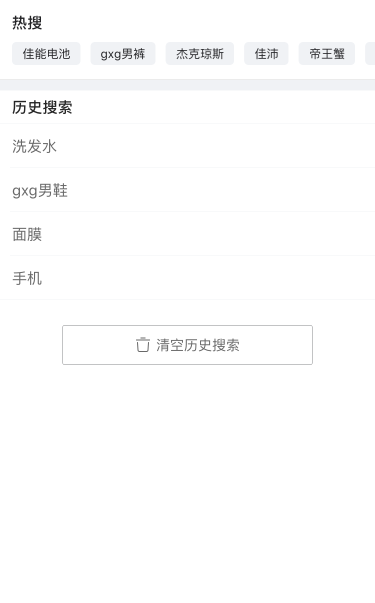 热搜
佳能电池 gxg男裤 杰克琼斯 佳沛 帝王蟹
历史搜索
洗发水
gxg男鞋
面膜
手机
清空历史搜索